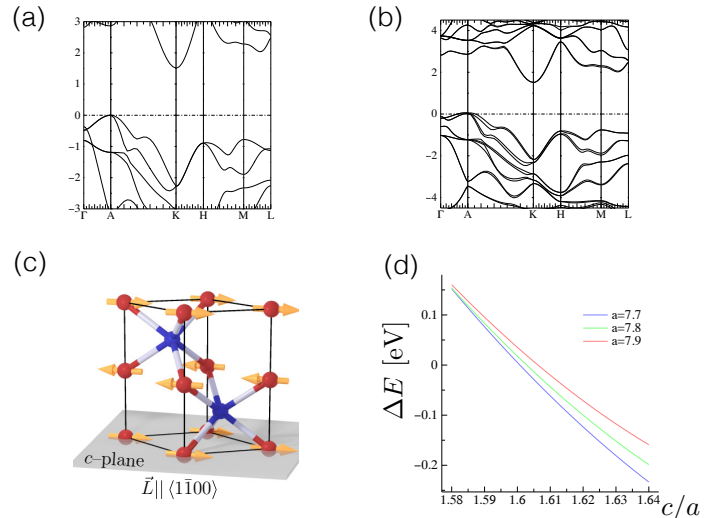 (a)
3
2
1
0
−1
−2
−3
Γ A K H M L
(b)
4
2
0
−2
−4
Γ A K H M L
(c)
c–plane
L⃗|| ⟨11̄00⟩
(d)
ΔE [eV]
0.1
0
-0.1
-0.2
a=7.7
a=7.8
a=7.9
1.58 1.59 1.6 1.61 1.62 1.63 1.64 c/a